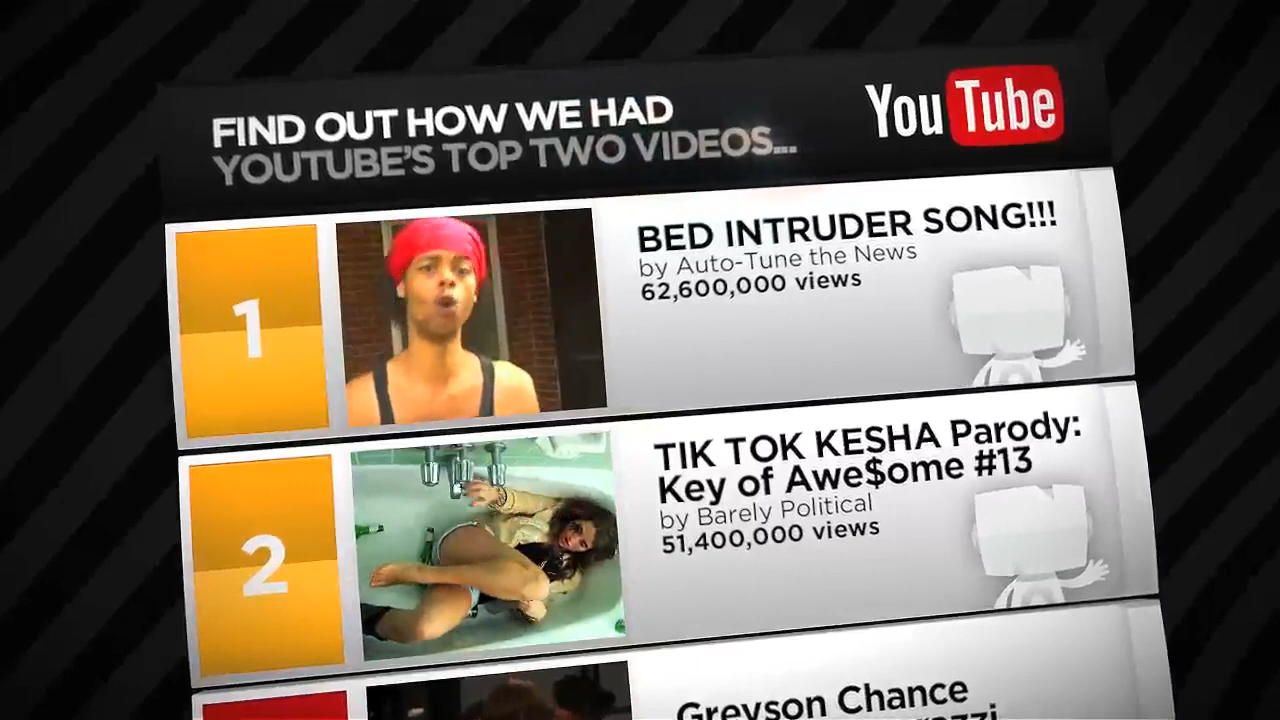 FIND OUT HOW WE HAD
YOUTUBE'S TOP TWO VIDEOS...
YouTube
1
BED INTRUDER SONG!!!
by Auto-Tune the News
62,600,000 views
2
TIK TOK KESHA Parody:
Key of Awe$ome #13
by Barely Political
51,400,000 views
Greyson Chance